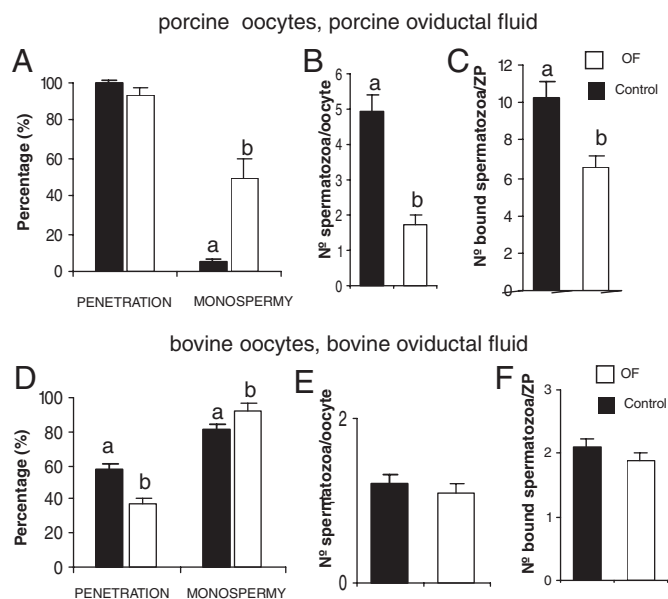 porcine oocytes, porcine oviductal fluid
A
Percentage (%)
100
80
60
40
20
0
a
b
PENETRATION
MONOSPERMY
B
Nº spermatozoa/oocyte
6
5
4
3
2
1
0
a
b
C
Nº bound spermatozoa/ZP
12
10
8
6
4
2
0
a
b
OF
Control
bovine oocytes, bovine oviductal fluid
D
Percentage (%)
100
80
60
40
20
0
a
b
a
b
PENETRATION
MONOSPERMY
E
Nº spermatozoa/oocyte
2
0
F
Nº bound spermatozoa/ZP
3
2
1
0
OF
Control